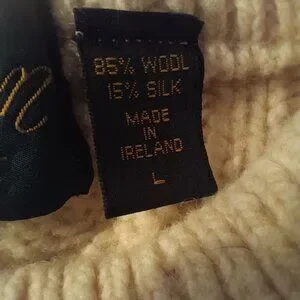 85% WOOL
15% SILK
MADE
IN
IRELAND
L